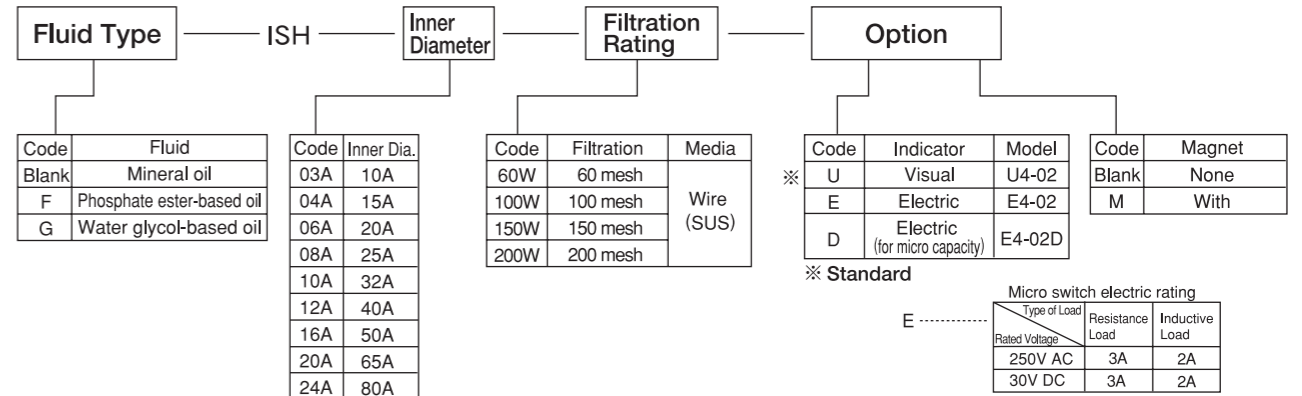 Fluid Type ISH Inner Diameter Filtration Rating Option
Code Fluid
Blank Mineral oil
F Phosphate ester-based oil
G Water glycol-based oil
Code Inner Dia.
03A 10A
04A 15A
06A 20A
08A 25A
10A 32A
12A 40A
16A 50A
20A 65A
24A 80A
Code Filtration Media
60W 60 mesh Wire (SUS)
100W 100 mesh
150W 150 mesh
200W 200 mesh
Code Indicator Model
※ U Visual U4-02
E Electric E4-02
D Electric (for micro capacity) E4-02D
※ Standard
Code Magnet
Blank None
M With
Micro switch electric rating
E
Type of Load Resistance Load Inductive Load
Rated Voltage
250V AC 3A 2A
30V DC 3A 2A